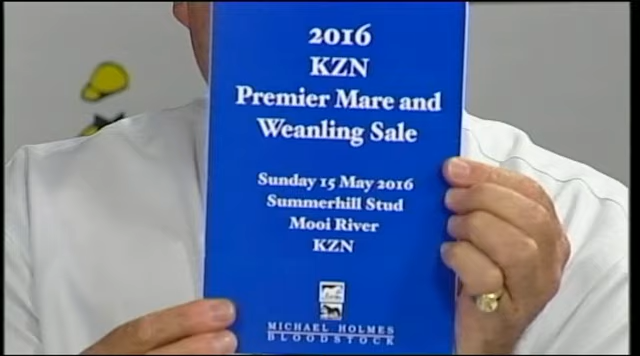 2016
KZN
Premier Mare and
Weanling Sale
Sunday 15 May 2016
Summerhill Stud
Mooi River
KZN
MICHAEL HOLMES
BLOODSTOCK